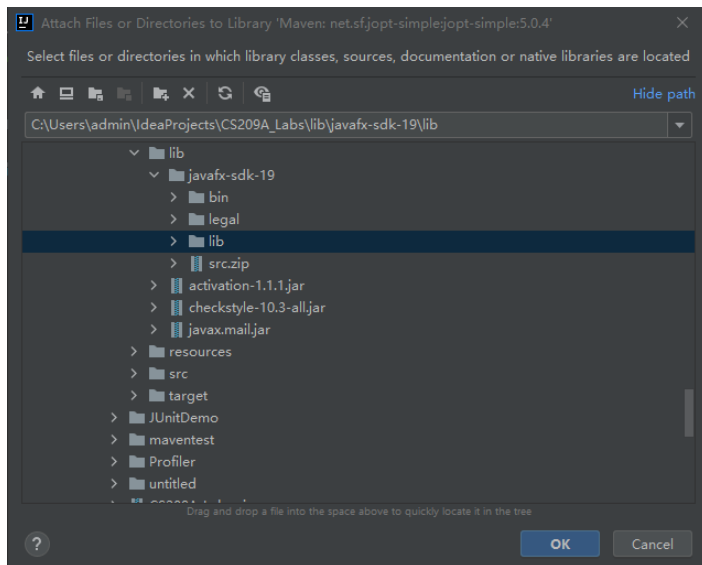 Attach Files or Directories to Library 'Maven: net.sf.jopt-simple:jopt-simple:5.0.4'
Select files or directories in which library classes, sources, documentation or native libraries are located
Hide path
C:\Users\admin\IdeaProjects\CS209A_Labs\lib\javafx-sdk-19\lib
lib
javafx-sdk-19
bin
legal
lib
src.zip
activation-1.1.1.jar
checkstyle-10.3-all.jar
javax.mail.jar
resources
src
target
JUnitDemo
maventest
Profiler
untitled
Drag and drop a file into the space above to quickly locate it in the tree
? OK Cancel